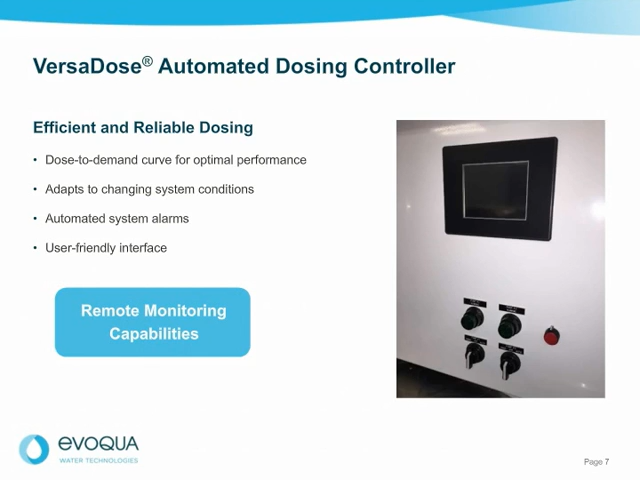 VersaDose® Automated Dosing Controller
Efficient and Reliable Dosing
• Dose-to-demand curve for optimal performance
• Adapts to changing system conditions
• Automated system alarms
• User-friendly interface
Remote Monitoring
Capabilities
evoqua
WATER TECHNOLOGIES
Page 7